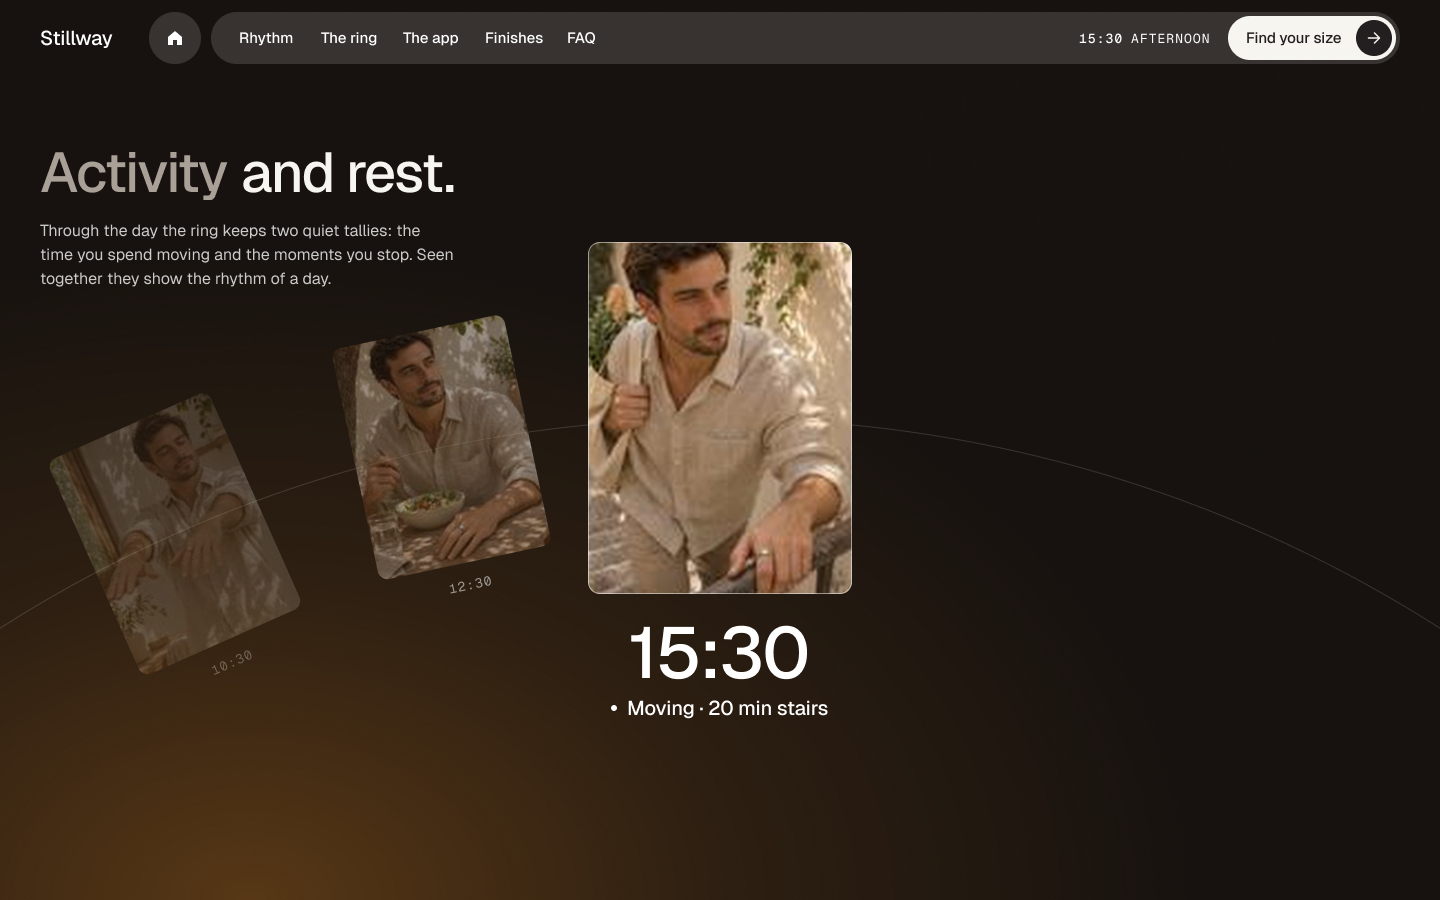 Stillway
Rhythm
The ring
The app
Finishes
FAQ
15:30 AFTERNOON
Find your size
Activity and rest.
Through the day the ring keeps two quiet tallies: the
time you spend moving and the moments you stop. Seen
together they show the rhythm of a day.
10:30
12:30
15:30
• Moving · 20 min stairs